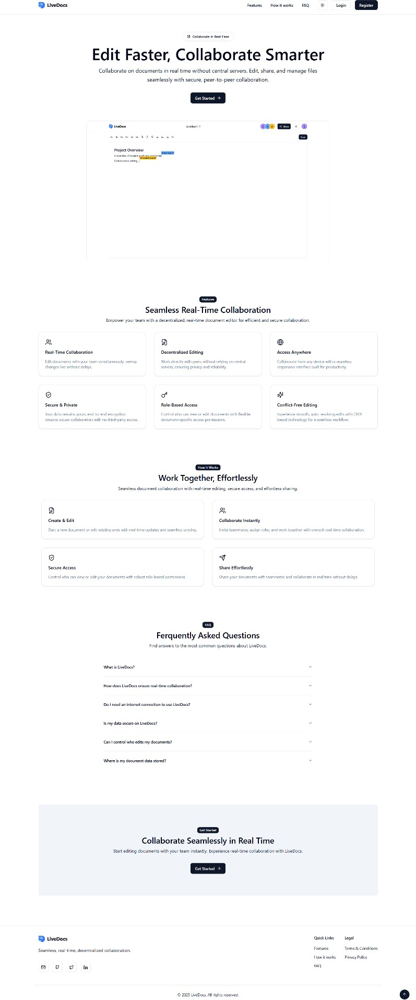 LiveDocs
Features How it works FAQ Login Register
Collaborate in Real-Time
Edit Faster, Collaborate Smarter
Collaborate on documents in real time without central servers. Edit, share, and manage files
seamlessly with secure, peer-to-peer collaboration.
Get Started
LiveDocs Untitled 1 C A D Share C
Save
Project Overview
A overview of project goals and outcomes
Collaborative editing...
Features
Seamless Real-Time Collaboration
Empower your team with a decentralized, real-time document editor for efficient and secure collaboration.
Real-Time Collaboration
Edit documents with your team simultaneously, seeing
changes live without delays.
Decentralized Editing
Work directly with peers without relying on central
servers, ensuring privacy and reliability.
Access Anywhere
Collaborate from any device with a seamless,
responsive interface built for productivity.
Secure & Private
Your data remains yours, end-to-end encryption
ensures secure collaboration with no third-party access.
Role-Based Access
Control who can view or edit documents with flexible,
document-specific access permissions.
Conflict-Free Editing
Experience smooth, auto-resolving edits with CRDT
based technology for a seamless workflow.
How It Works
Work Together, Effortlessly
Seamless document collaboration with real-time editing, secure access, and effortless sharing.
Create & Edit
Start a new document or edit existing ones with real-time updates and seamless syncing.
Collaborate Instantly
Invite teammates, assign roles, and work together with smooth real-time collaboration.
Secure Access
Control who can view or edit your documents with robust role-based permissions.
Share Effortlessly
Share your documents with teammates and collaborate in real time without delays.
FAQ
Ferquently Asked Questions
Find answers to the most common questions about LiveDocs.
What is LiveDocs?
How does LiveDocs ensure real-time collaboration?
Do I need an internet connection to use LiveDocs?
Is my data secure on LiveDocs?
Can I control who edits my documents?
Where is my document data stored?
Get Started
Collaborate Seamlessly in Real Time
Start editing documents with your team instantly. Experience real-time collaboration with LiveDocs.
Get Started
LiveDocs
Seamless, real-time, decentralized collaboration.
Quick Links
Features
How it works
FAQ
Legal
Terms & Conditions
Privacy Policy
© 2025 LiveDocs. All rights reserved.